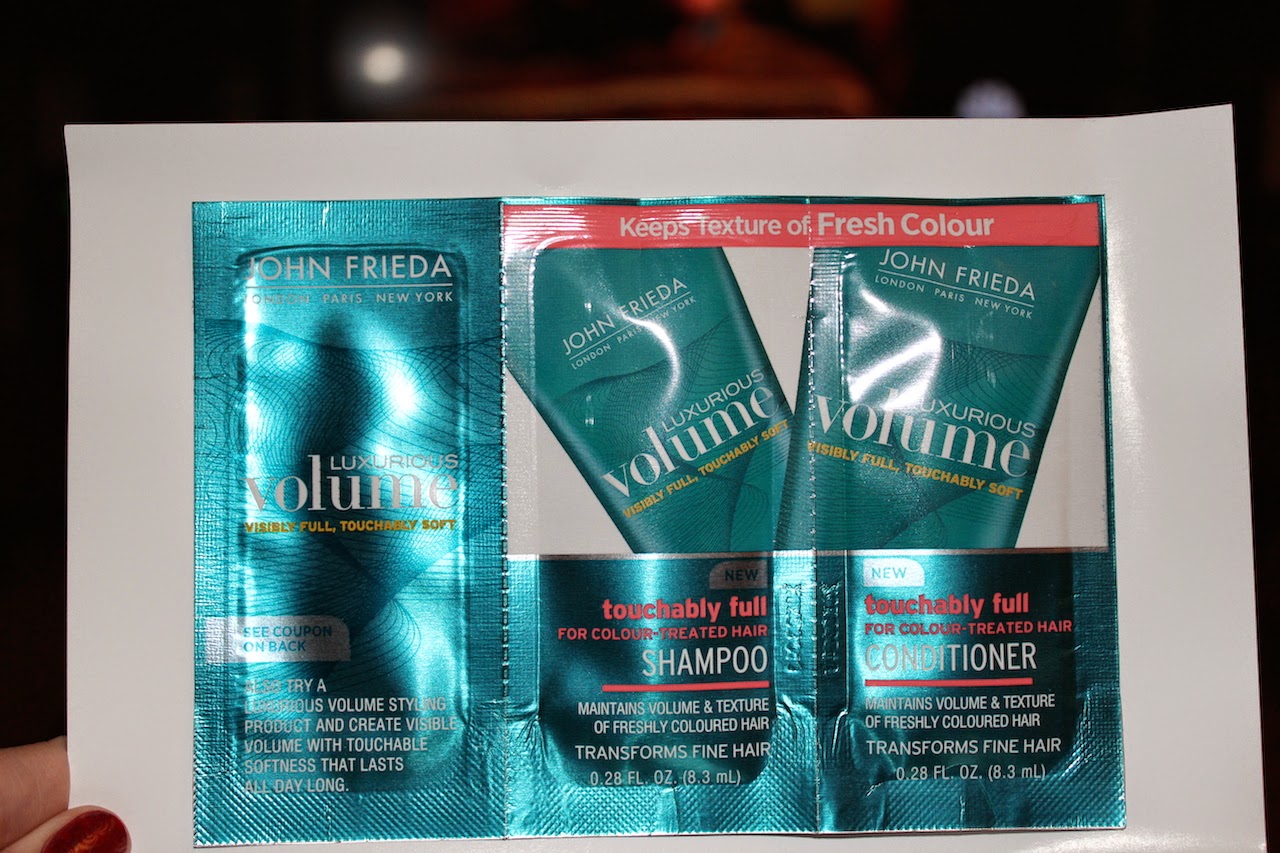 JOHN FRIEDA
LONDON PARIS NEW YORK
LUXURIOUS
volume
VISIBLY FULL, TOUCHABLY SOFT
SEE COUPON
ON BACK
ALSO TRY A
LUXURIOUS VOLUME STYLING
PRODUCT AND CREATE VISIBLE
VOLUME WITH TOUCHABLE
SOFTNESS THAT LASTS
ALL DAY LONG.
Keeps Texture of Fresh Colour
JOHN FRIEDA
LONDON PARIS NEW YORK
LUXURIOUS
volume
VISIBLY FULL, TOUCHABLY SOFT
NEW
touchably full
FOR COLOUR-TREATED HAIR
SHAMPOO
MAINTAINS VOLUME & TEXTURE
OF FRESHLY COLOURED HAIR
TRANSFORMS FINE HAIR
0.28 FL. OZ. (8.3 mL)
JOHN FRIEDA
LONDON PARIS NEW YORK
LUXURIOUS
volume
VISIBLY FULL, TOUCHABLY SOFT
NEW
touchably full
FOR COLOUR-TREATED HAIR
CONDITIONER
MAINTAINS VOLUME & TEXTURE
OF FRESHLY COLOURED HAIR
TRANSFORMS FINE HAIR
0.28 FL. OZ. (8.3 mL)